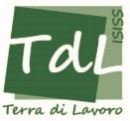 TdL
ISISS
Terra di Lavoro